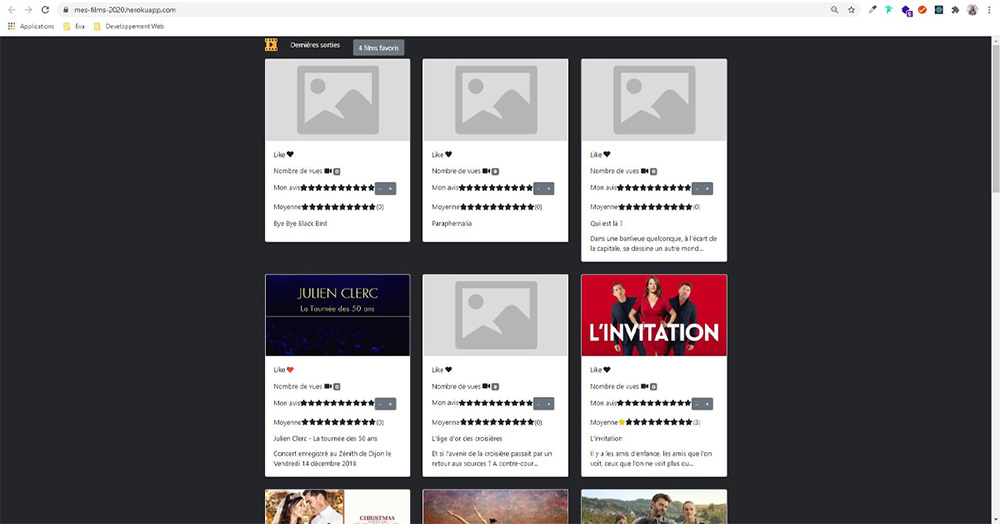 mes-films-2020.herokuapp.com
Applications Eva Developpement Web
Dernières sorties 4 films favoris
Like Like Like
Nombre de vues 0 Nombre de vues 0 Nombre de vues 0
Mon avis - + Mon avis - + Mon avis - +
Moyenne (0) Moyenne (0) Moyenne (0)
Bye Bye Black Bird Paraphernalia Qui est là ?
Dans une banlieue quelconque, à l'écart de
la capitale, se dessine un autre mond...
JULIEN CLERC
La Tournée des 50 ans
L'INVITATION
Like Like Like
Nombre de vues 0 Nombre de vues 0 Nombre de vues 0
Mon avis - + Mon avis - + Mon avis - +
Moyenne (0) Moyenne (0) Moyenne (3)
Julien Clerc - La tournée des 50 ans L'âge d'or des croisières L'invitation
Concert enregistré au Zénith de Dijon le
Vendredi 14 décembre 2018
Et si l'avenir de la croisière passait par un
retour aux sources ? A contre-cour...
Il y a les amis d'enfance, les amis que l'on
voit, ceux que l'on ne voit plus ou...
CHRISTMAS